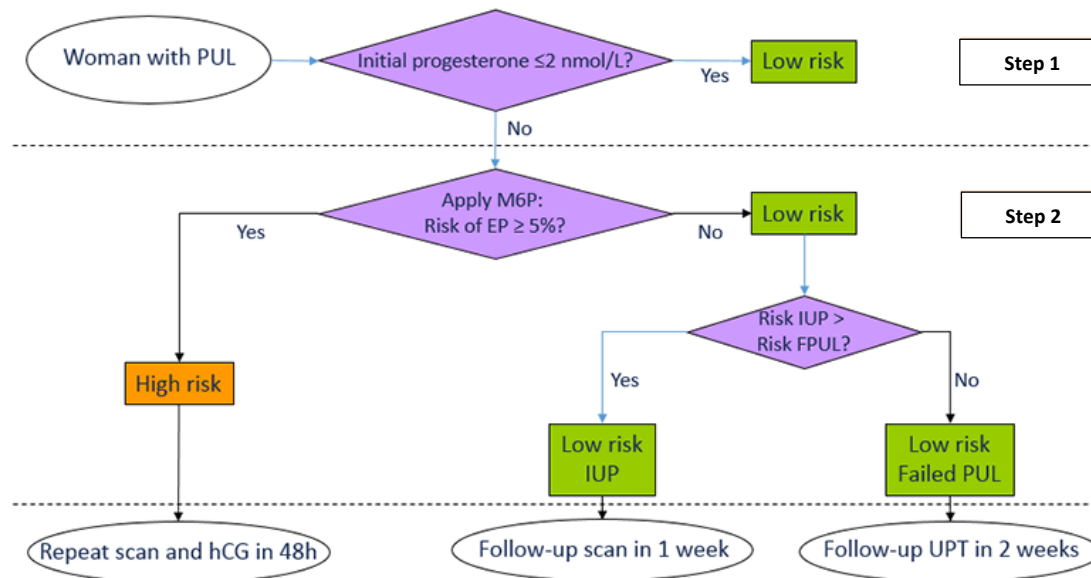 Woman with PUL
Initial progesterone ≤2 nmol/L?
Yes
Low risk
Step 1
No
Apply M6P:
Risk of EP ≥ 5%?
Yes
No
Low risk
Step 2
Risk IUP >
Risk FPUL?
Yes
No
High risk
Low risk
IUP
Low risk
Failed PUL
Repeat scan and hCG in 48h
Follow-up scan in 1 week
Follow-up UPT in 2 weeks